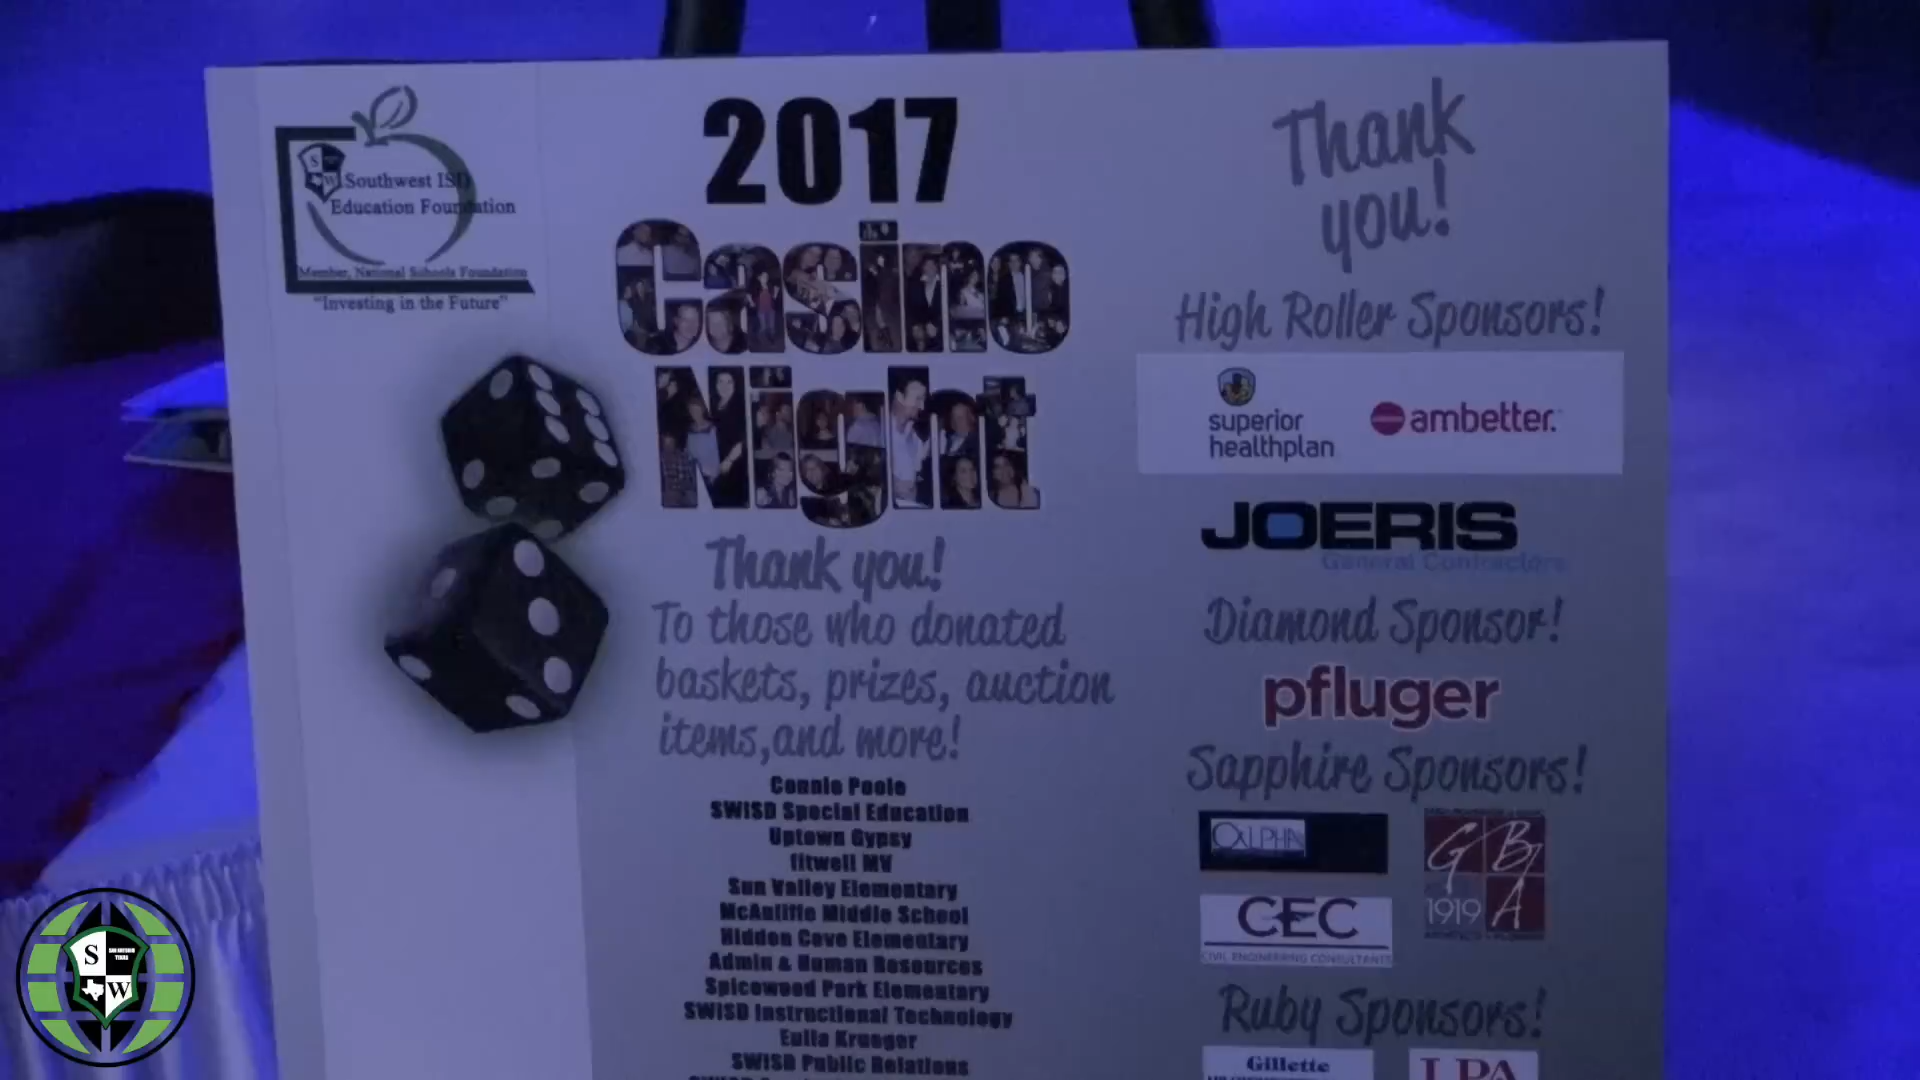 Southwest ISD
Education Foundation
Member, National Schools Foundation
"Investing in the Future"
2017
Casino
Night
Thank you!
To those who donated
baskets, prizes, auction
items,and more!
Connie Poole
SWISD Special Education
Uptown Gypsy
fitwell MV
Sun Valley Elementary
McAuliffe Middle School
Hidden Cove Elementary
Admin & Human Resources
Spicewood Park Elementary
SWISD Instructional Technology
Eulia Krueger
SWISD Public Relations
Thank
you!
High Roller Sponsors!
superior
healthplan
ambetter.
JOERIS
General Contractors
Diamond Sponsor!
pfluger
Sapphire Sponsors!
ALPHA
G B
1919 A
CEC
CIVIL ENGINEERING CONSULTANTS
Ruby Sponsors!
Gillette
LPA
S
SAN ANTONIO
TEXAS
W